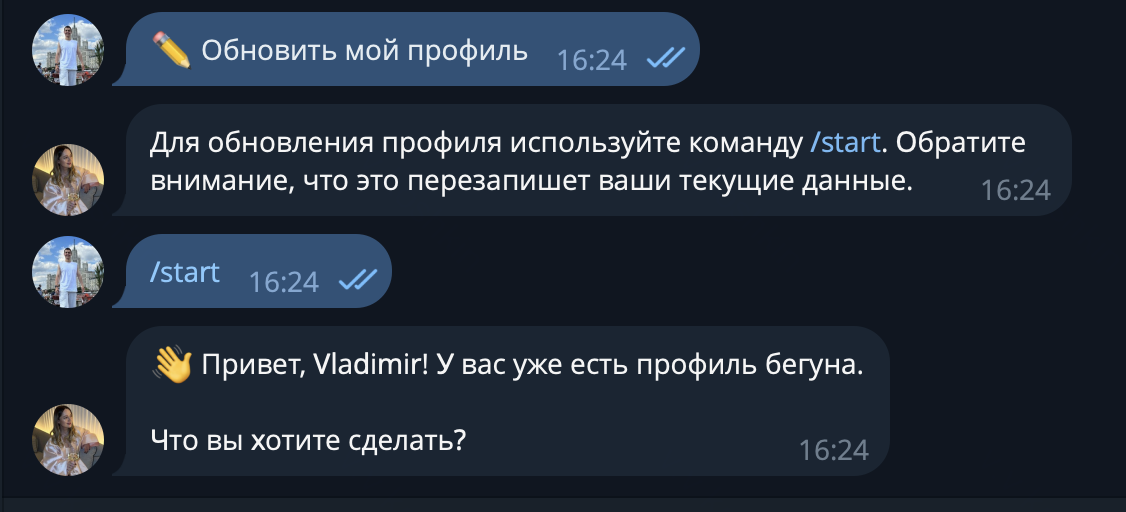 ✏️ Обновить мой профиль 16:24
Для обновления профиля используйте команду /start. Обратите
внимание, что это перезапишет ваши текущие данные. 16:24
/start 16:24
👋 Привет, Vladimir! У вас уже есть профиль бегуна.
Что вы хотите сделать? 16:24